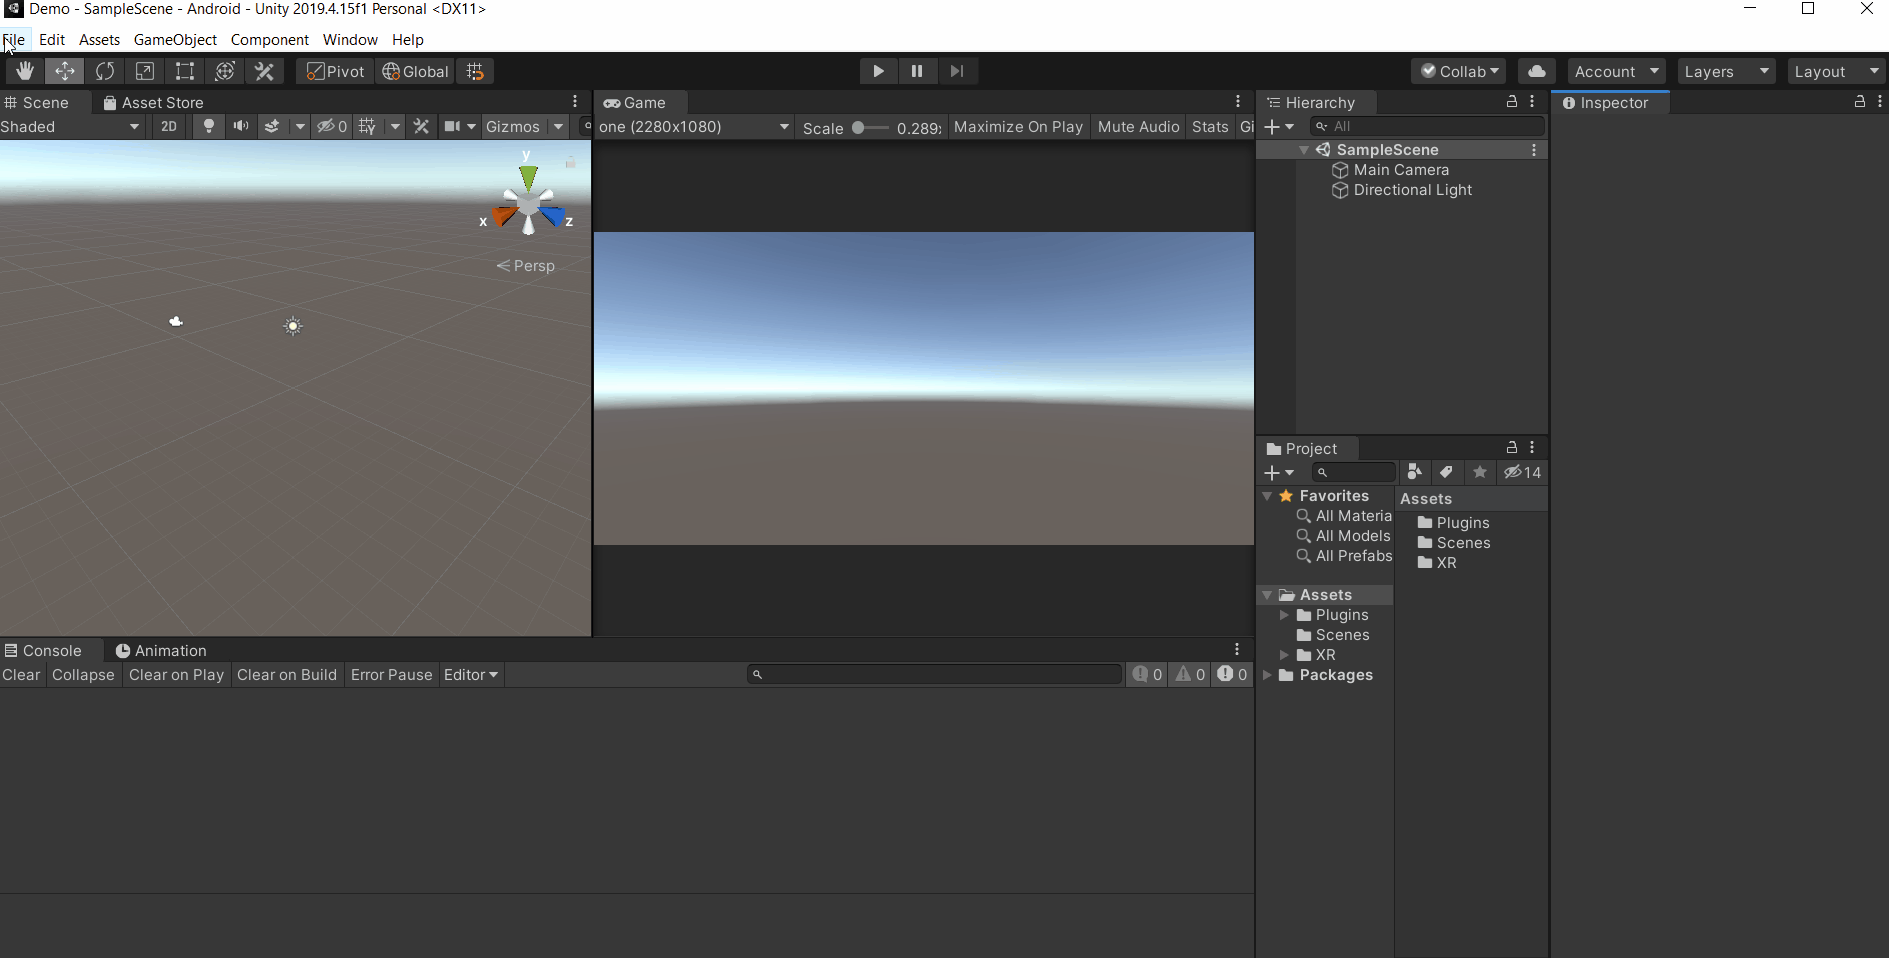 Demo - SampleScene - Android - Unity 2019.4.15f1 Personal <DX11>
File Edit Assets GameObject Component Window Help
Pivot Global Collab Account Layers Layout
Scene Asset Store
Shaded 2D 0 Gizmos
y
x z
Persp
Game
one (2280x1080) Scale 0.289 Maximize On Play Mute Audio Stats Gi
Hierarchy
All
SampleScene
Main Camera
Directional Light
Inspector
Project
14
Favorites
All Materia
All Models
All Prefabs
Assets
Plugins
Scenes
XR
Packages
Assets
Plugins
Scenes
XR
Console Animation
Clear Collapse Clear on Play Clear on Build Error Pause Editor 0 0 0